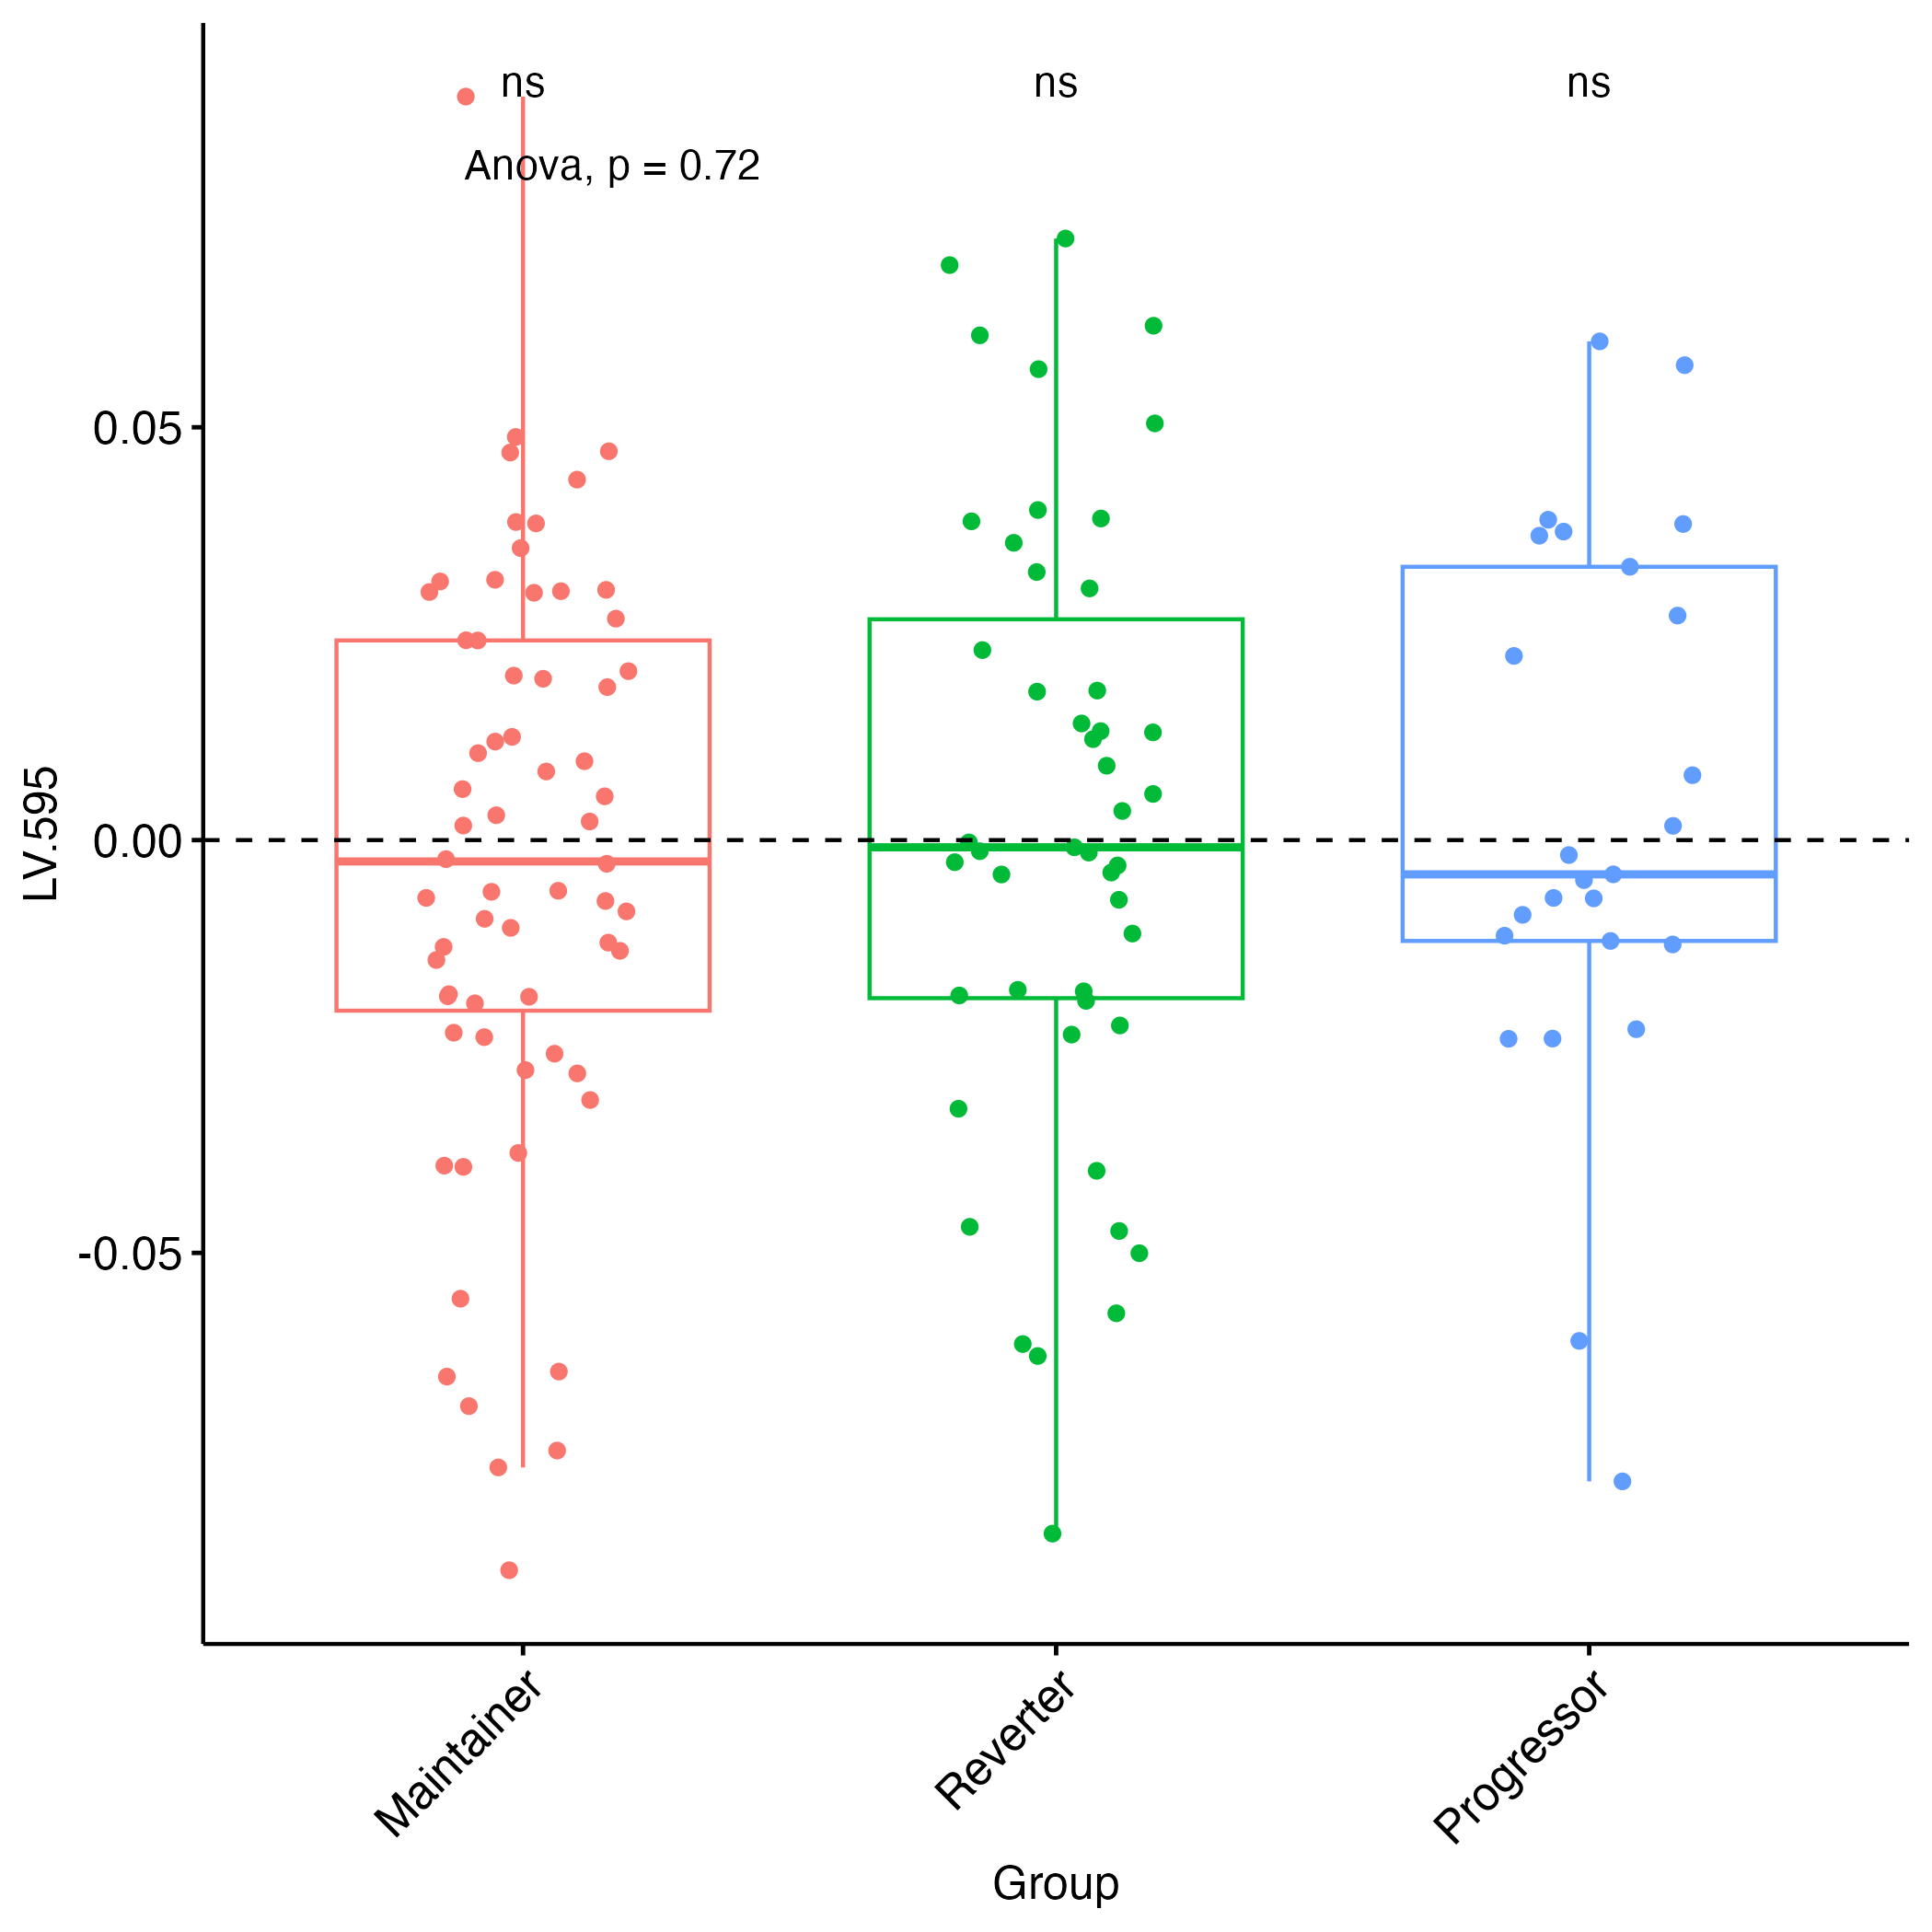 ns ns ns
Anova, p = 0.72
0.05
0.00
-0.05
LV.595
Maintainer Reverter Progressor
Group